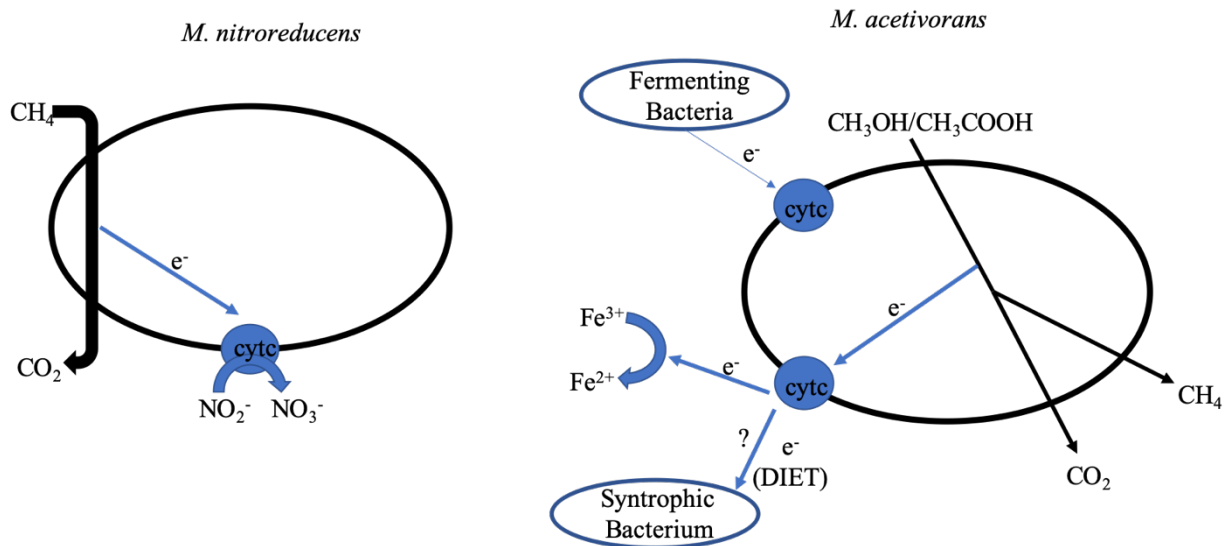 M. nitroreducens
CH₄
e⁻
cytc
CO₂
NO₂⁻
NO₃⁻
M. acetivorans
Fermenting
Bacteria
e⁻
CH₃OH/CH₃COOH
cytc
e⁻
Fe³⁺
Fe²⁺
e⁻
cytc
CH₄
?
e⁻
(DIET)
CO₂
Syntrophic
Bacterium